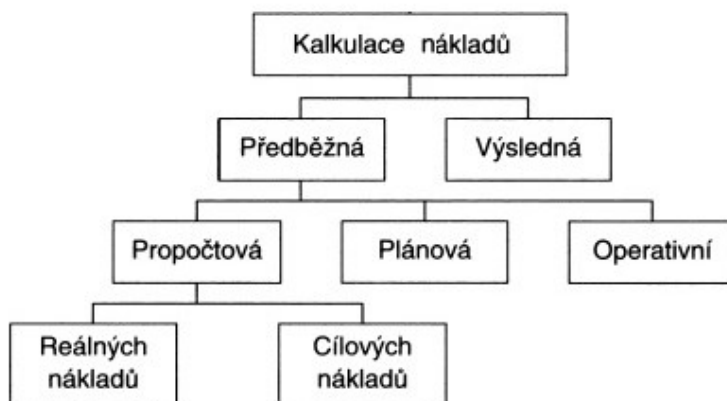 Kalkulace nákladů
Předběžná
Výsledná
Propočtová
Plánová
Operativní
Reálných
nákladů
Cílových
nákladů